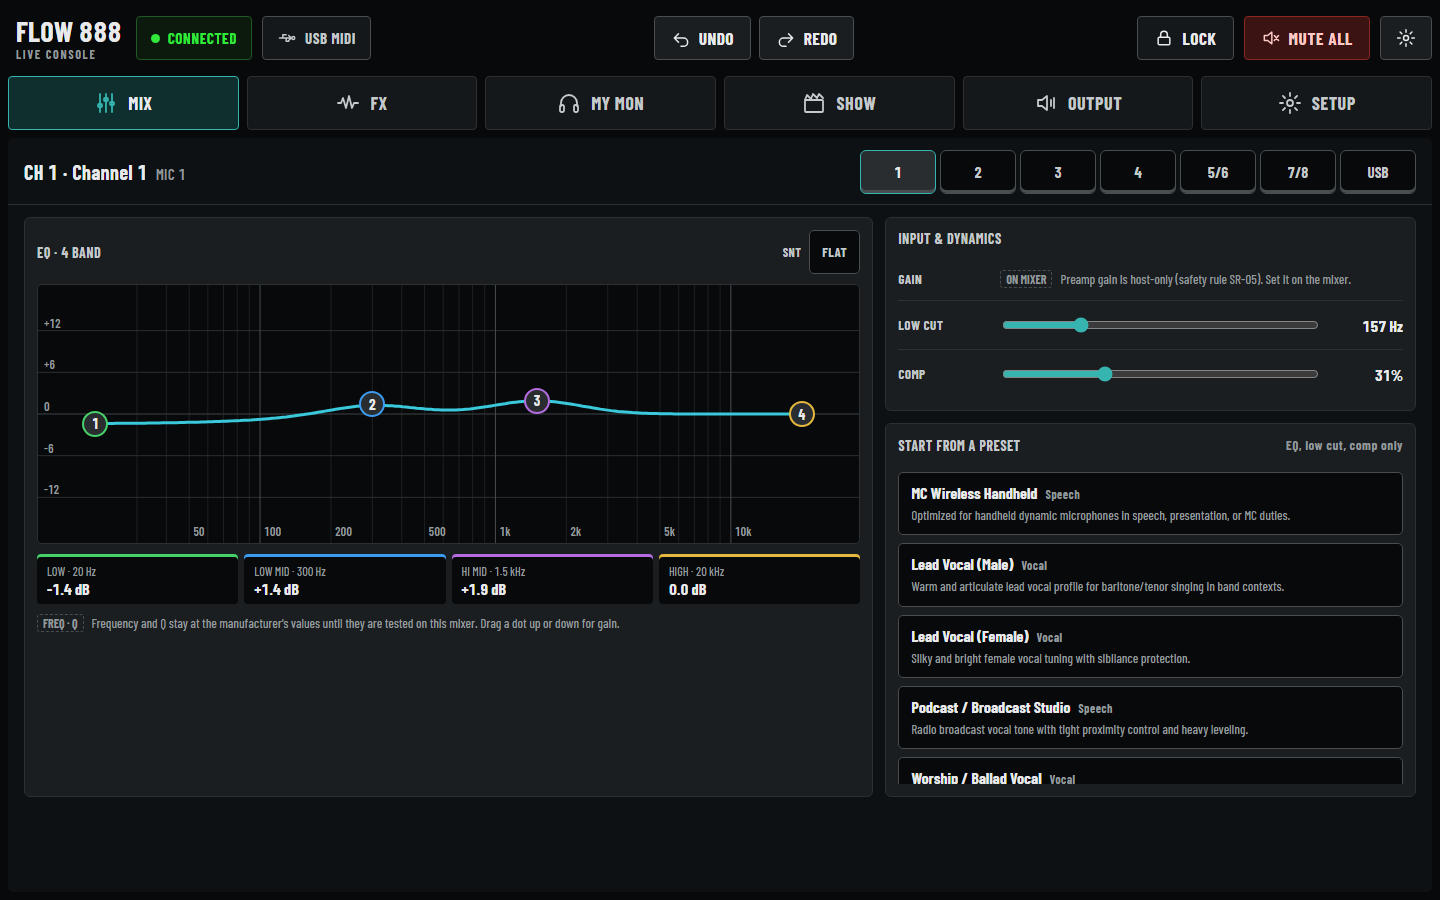 FLOW 888
LIVE CONSOLE
CONNECTED
USB MIDI
UNDO
REDO
LOCK
MUTE ALL
MIX
FX
MY MON
SHOW
OUTPUT
SETUP
CH 1 · Channel 1 MIC 1
1
2
3
4
5/6
7/8
USB
EQ · 4 BAND
SNT
FLAT
+12
+6
0
-6
-12
1
2
3
4
50
100
200
500
1k
2k
5k
10k
LOW · 20 Hz
-1.4 dB
LOW MID · 300 Hz
+1.4 dB
HI MID · 1.5 kHz
+1.9 dB
HIGH · 20 kHz
0.0 dB
FREQ · Q Frequency and Q stay at the manufacturer's values until they are tested on this mixer. Drag a dot up or down for gain.
INPUT & DYNAMICS
GAIN ON MIXER Preamp gain is host-only (safety rule SR-05). Set it on the mixer.
LOW CUT 157 Hz
COMP 31%
START FROM A PRESET EQ, low cut, comp only
MC Wireless Handheld Speech
Optimized for handheld dynamic microphones in speech, presentation, or MC duties.
Lead Vocal (Male) Vocal
Warm and articulate lead vocal profile for baritone/tenor singing in band contexts.
Lead Vocal (Female) Vocal
Silky and bright female vocal tuning with sibilance protection.
Podcast / Broadcast Studio Speech
Radio broadcast vocal tone with tight proximity control and heavy leveling.
Worship / Ballad Vocal Vocal